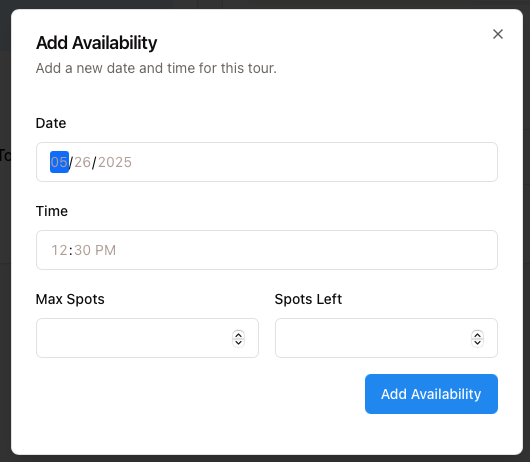 Add Availability
Add a new date and time for this tour.
Date
05/26/2025
Time
12:30 PM
Max Spots
Spots Left
Add Availability